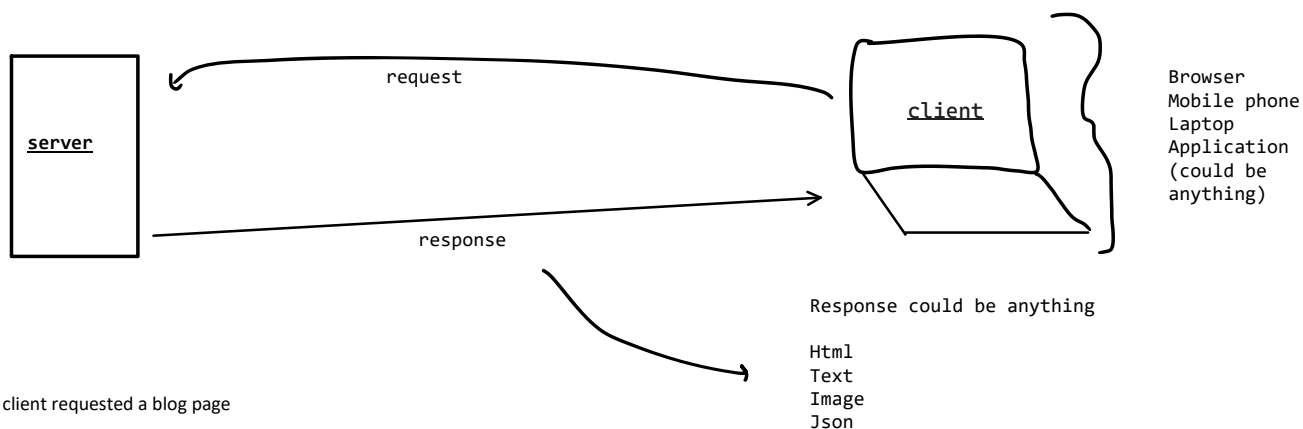 request
server
response
client
Browser
Mobile phone
Laptop
Application
(could be
anything)
Response could be anything
Html
Text
Image
Json
client requested a blog page